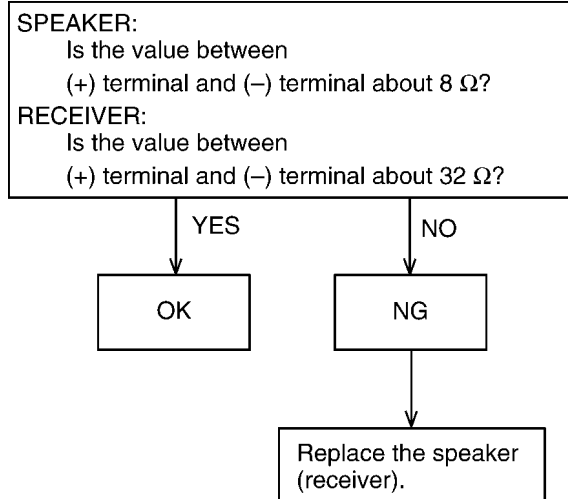 SPEAKER:
Is the value between
(+) terminal and (–) terminal about 8 Ω?
RECEIVER:
Is the value between
(+) terminal and (–) terminal about 32 Ω?
YES
NO
OK
NG
Replace the speaker
(receiver).